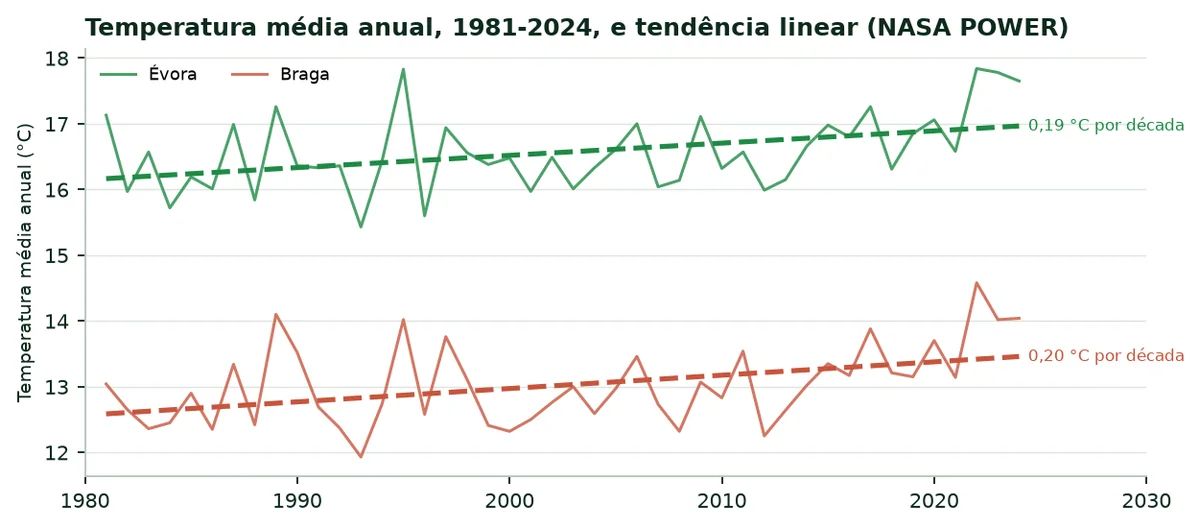 Temperatura média anual, 1981-2024, e tendência linear (NASA POWER)
Évora
Braga
Temperatura média anual (°C)
18
17
16
15
14
13
12
0,19 °C por década
0,20 °C por década
1980
1990
2000
2010
2020
2030